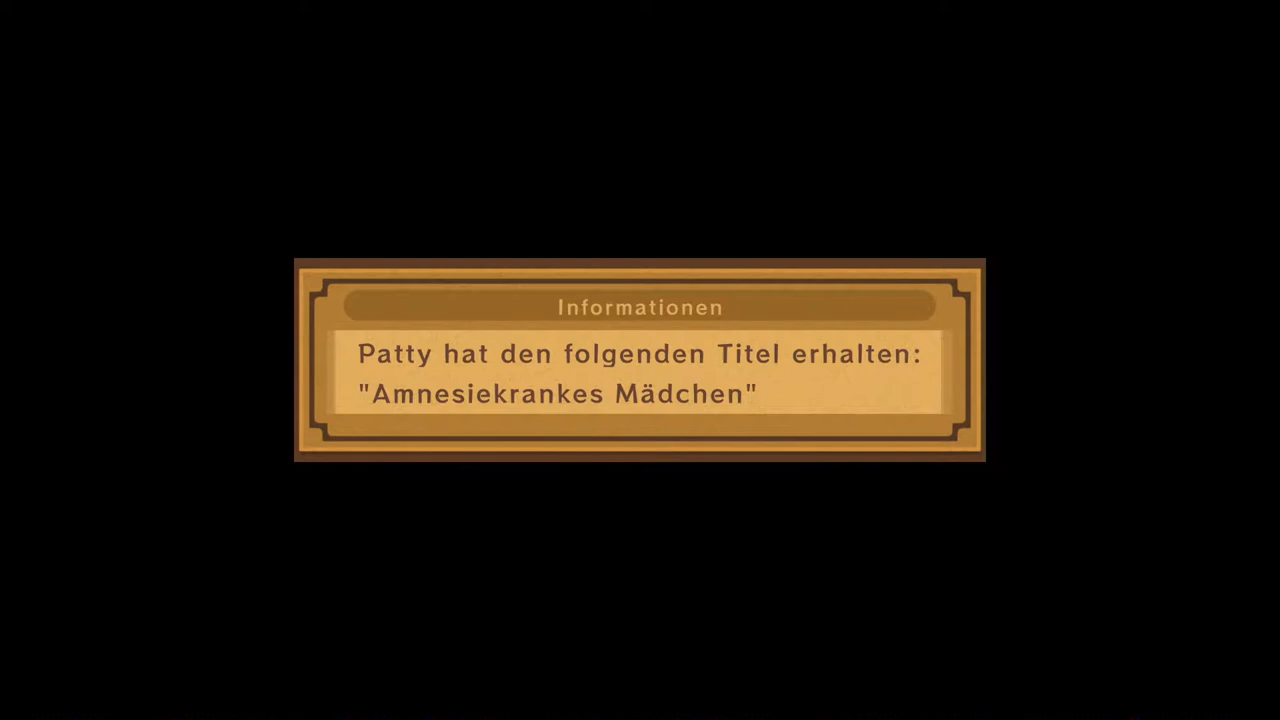 Informationen
Patty hat den folgenden Titel erhalten:
"Amnesiekrankes Mädchen"